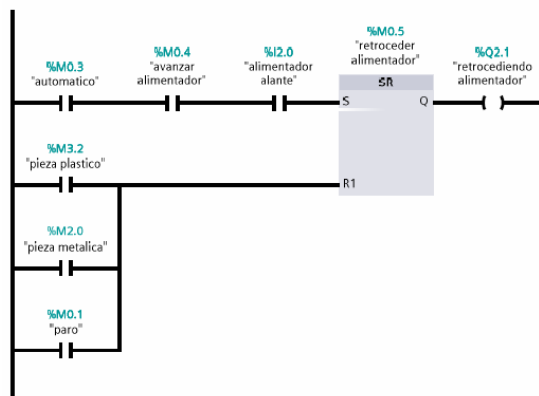 %M0.5
"retroceder
alimentador"
%M0.3
"automatico"
%M0.4
"avanzar
alimentador"
%I2.0
"alimentador
alante"
%Q2.1
"retrocediendo
alimentador"
SR
S
Q
%M3.2
"pieza plastico"
R1
%M2.0
"pieza metalica"
%M0.1
"paro"